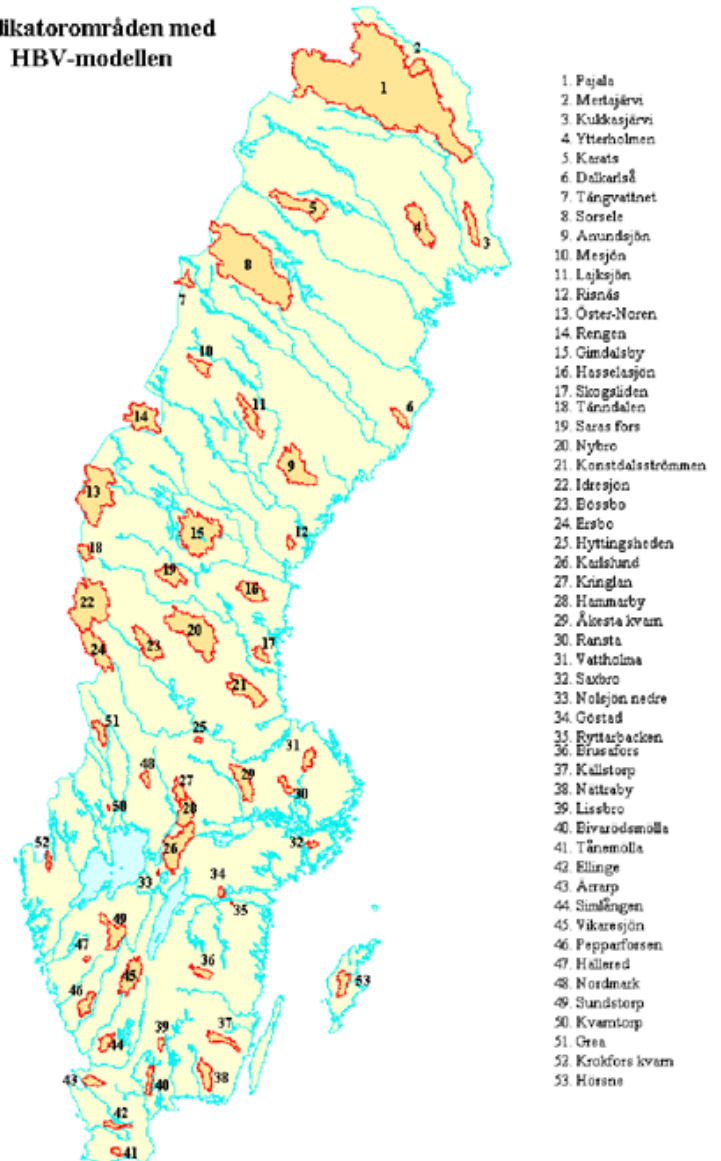 likatorområden med
HBV-modellen
1. Pajala
2. Mertajärvi
3. Kukkasjärvi
4. Ytterholmen
5. Karats
6. Dalkarlså
7. Tängvattnet
8. Sorsele
9. Anundsjön
10. Mesjön
11. Lajksjön
12. Risnäs
13. Öster-Noren
14. Rengen
15. Gimdalsby
16. Hasselasjön
17. Skogsliden
18. Tänndalen
19. Saras fors
20. Nybro
21. Konstdalsströmmen
22. Idresjön
23. Bössbo
24. Ersbo
25. Hyttingsheden
26. Karlslund
27. Kringlan
28. Hammarby
29. Åkesta kvarn
30. Ransta
31. Vattholma
32. Saxbro
33. Nolsjön nedre
34. Göstad
35. Ryttarbacken
36. Brusafors
37. Källstorp
38. Nättraby
39. Lissbro
40. Bivarödsmölla
41. Tånemölla
42. Ellinge
43. Arrarp
44. Simlången
45. Vikaresjön
46. Pepparforsen
47. Hällered
48. Nordmark
49. Sundstorp
50. Kvarntorp
51. Grea
52. Krokfors kvarn
53. Hörsne
2
1
5
4
3
8
7
10
11
6
14
9
13
15
12
18
19
16
22
20
23
17
24
21
51
25
31
48
27
29
30
50
28
52
26
32
33
34
35
49
47
36
45
53
46
37
39
44
43
40
38
42
41